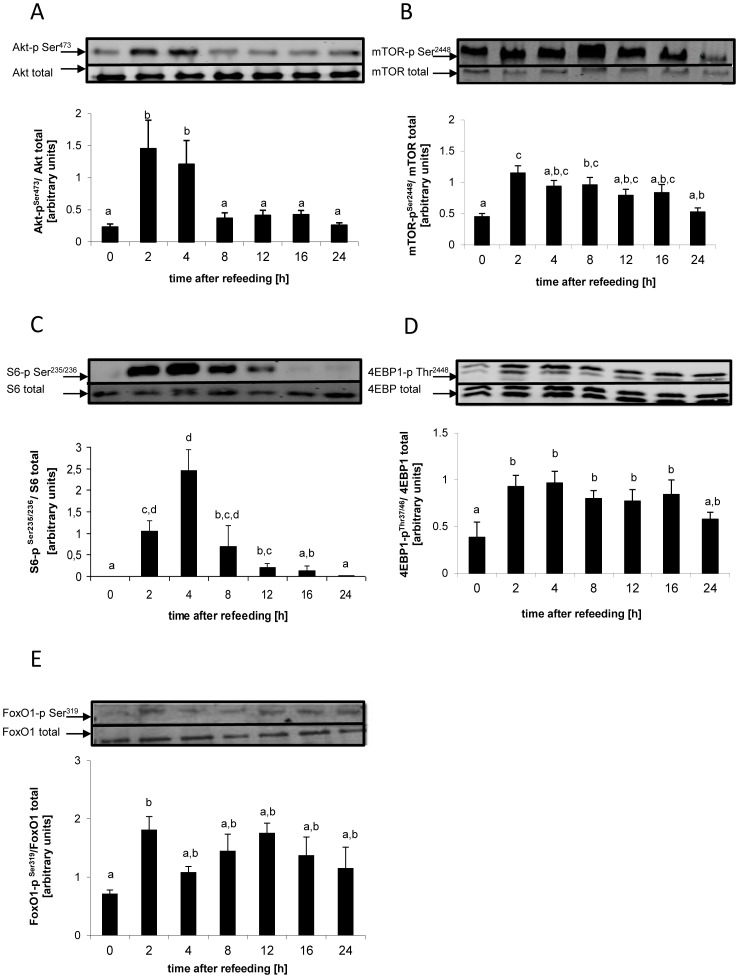 A
Akt-p Ser473
Akt total
Akt-pSer473/ Akt total
[arbitrary units]
2
1.5
1
0.5
0
a b b a a a a
0 2 4 8 12 16 24
time after refeeding [h]
B
mTOR-p Ser2448
mTOR total
mTOR-pSer2448/ mTOR total
[arbitrary units]
2
1.5
1
0.5
0
a c a,b,c b,c a,b,c a,b,c a,b
0 2 4 8 12 16 24
time after refeeding [h]
C
S6-p Ser235/236
S6 total
S6-p Ser235/236/ S6 total
[arbitrary units]
3
2,5
2
1,5
1
0,5
0
a c,d d b,c,d b,c a,b a
0 2 4 8 12 16 24
time after refeeding [h]
D
4EBP1-p Thr2448
4EBP total
4EBP1-pThr37/46/ 4EBP1 total
[arbitrary units]
1.5
1
0.5
0
a b b b b b a,b
0 2 4 8 12 16 24
time after refeeding [h]
E
FoxO1-p Ser319
FoxO1 total
FoxO1-p Ser319/FoxO1 total
[arbitrary units]
3
2
1
0
a b a,b a,b a,b a,b a,b
0 2 4 8 12 16 24
time after refeeding [h]